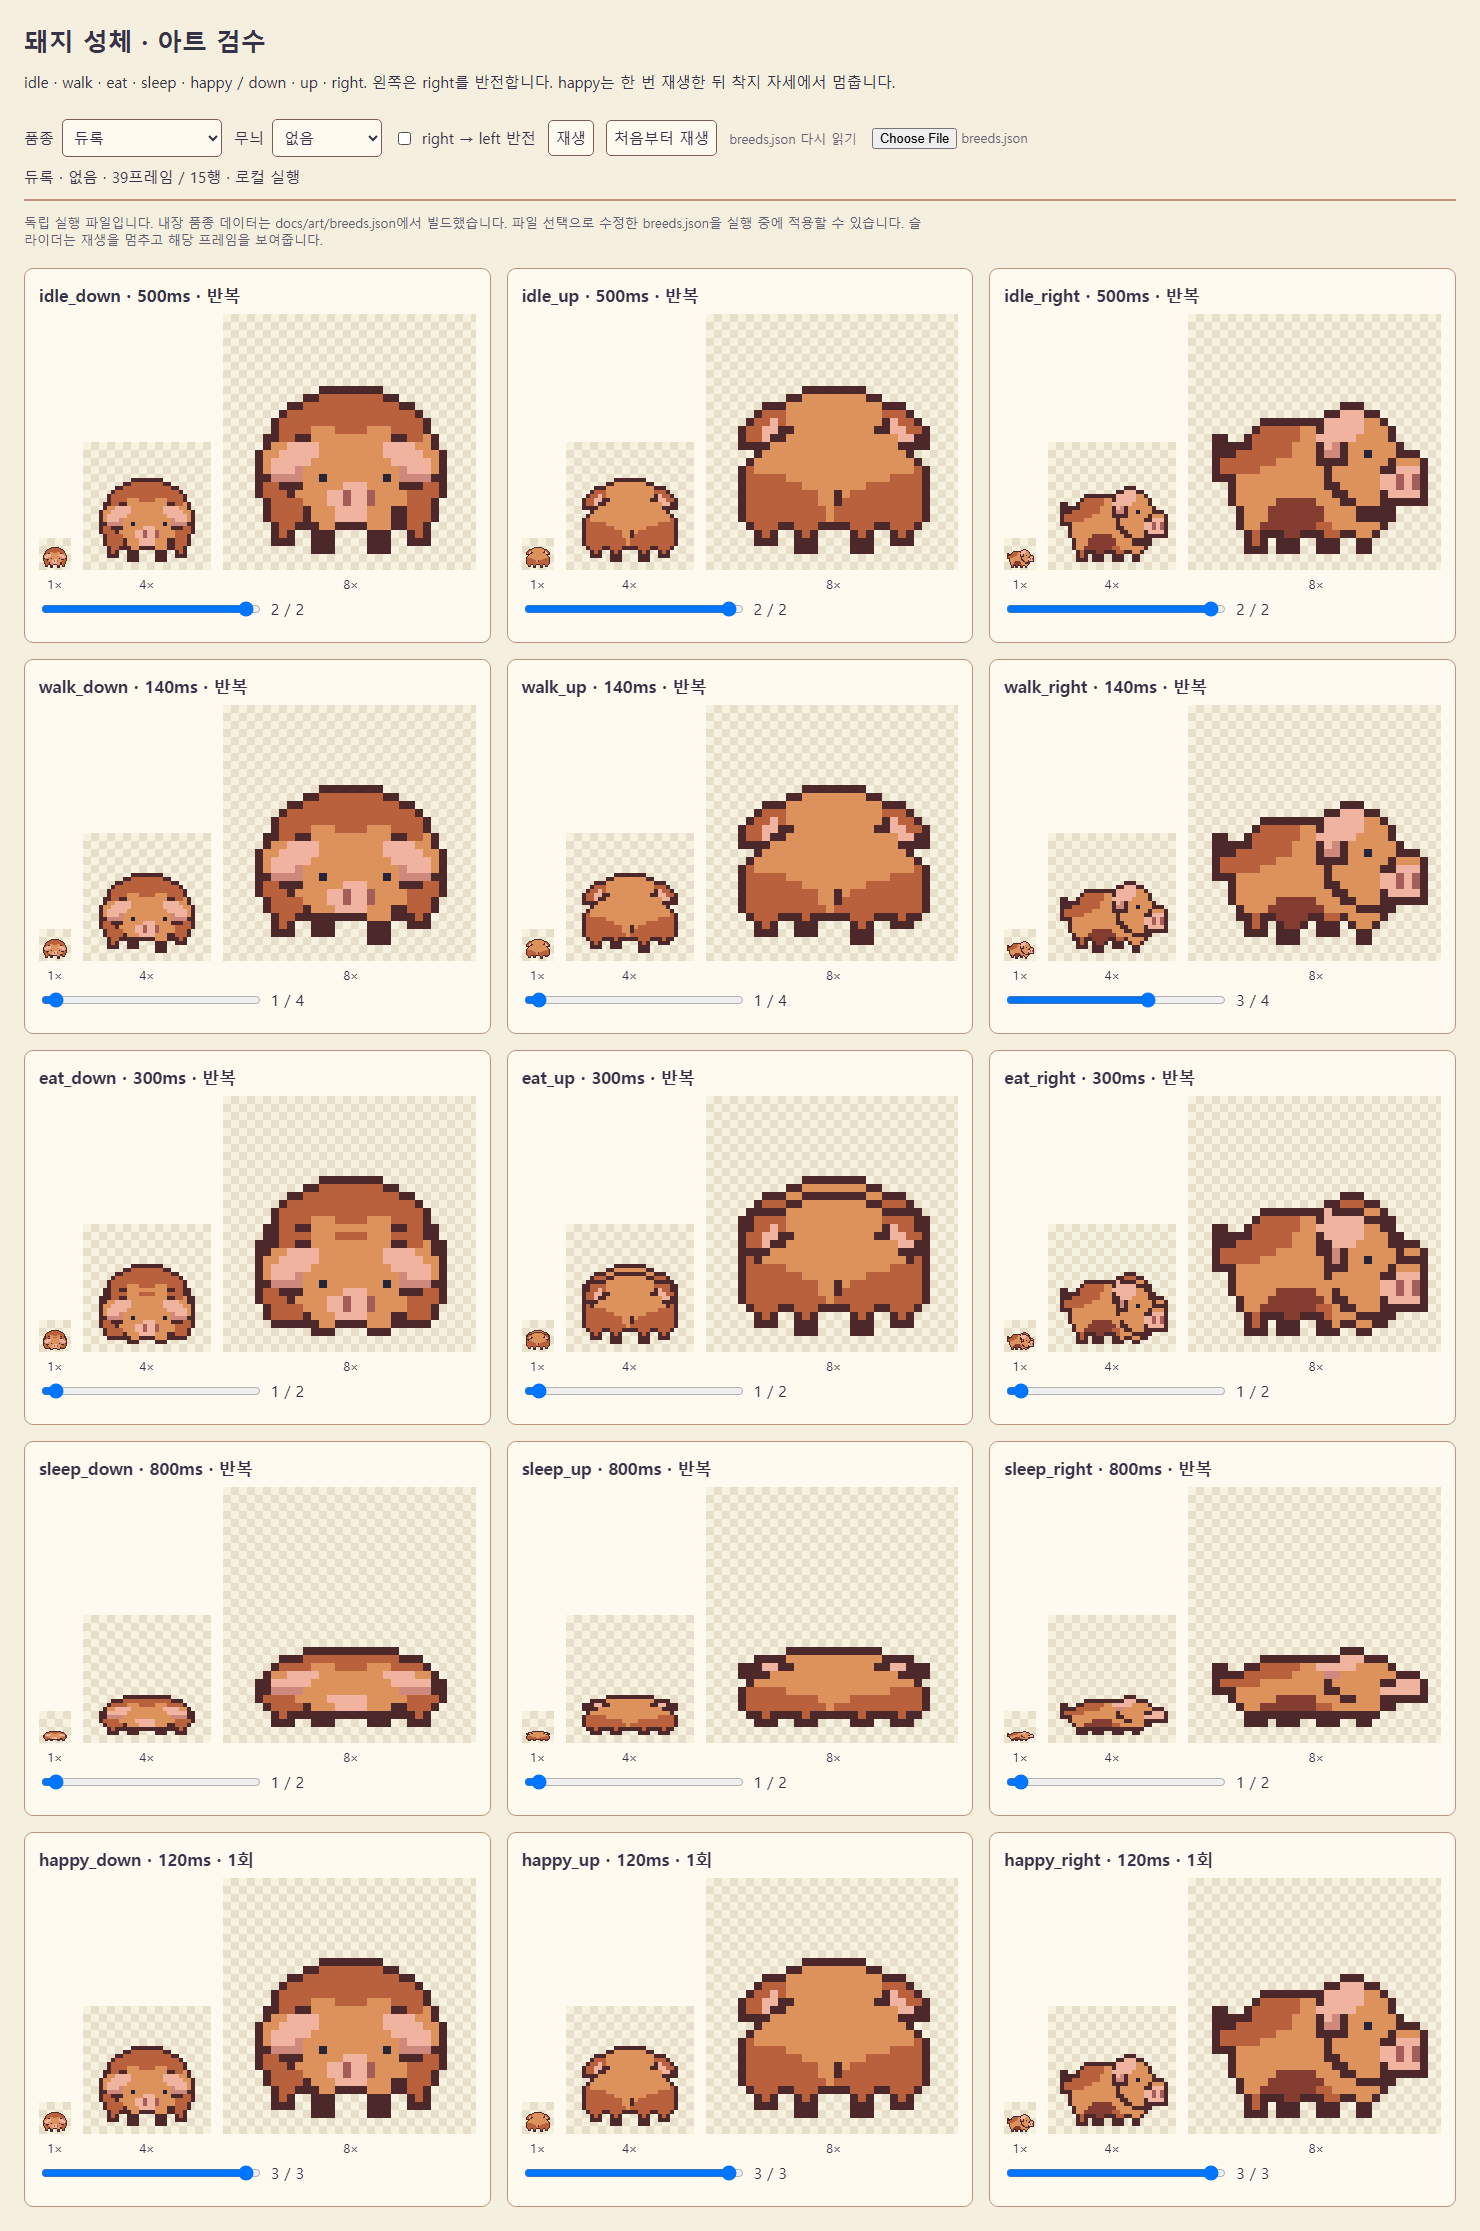 돼지 성체 · 아트 검수
idle · walk · eat · sleep · happy / down · up · right. 왼쪽은 right를 반전합니다. happy는 한 번 재생한 뒤 착지 자세에서 멈춥니다.
품종 듀록 무늬 없음 right → left 반전 재생 처음부터 재생 breeds.json 다시 읽기 Choose File breeds.json
듀록 · 없음 · 39프레임 / 15행 · 로컬 실행
독립 실행 파일입니다. 내장 품종 데이터는 docs/art/breeds.json에서 빌드했습니다. 파일 선택으로 수정한 breeds.json을 실행 중에 적용할 수 있습니다. 슬
라이더는 재생을 멈추고 해당 프레임을 보여줍니다.
idle_down · 500ms · 반복 idle_up · 500ms · 반복 idle_right · 500ms · 반복
1× 4× 8× 1× 4× 8× 1× 4× 8×
2 / 2 2 / 2 2 / 2
walk_down · 140ms · 반복 walk_up · 140ms · 반복 walk_right · 140ms · 반복
1× 4× 8× 1× 4× 8× 1× 4× 8×
1 / 4 1 / 4 3 / 4
eat_down · 300ms · 반복 eat_up · 300ms · 반복 eat_right · 300ms · 반복
1× 4× 8× 1× 4× 8× 1× 4× 8×
1 / 2 1 / 2 1 / 2
sleep_down · 800ms · 반복 sleep_up · 800ms · 반복 sleep_right · 800ms · 반복
1× 4× 8× 1× 4× 8× 1× 4× 8×
1 / 2 1 / 2 1 / 2
happy_down · 120ms · 1회 happy_up · 120ms · 1회 happy_right · 120ms · 1회
1× 4× 8× 1× 4× 8× 1× 4× 8×
3 / 3 3 / 3 3 / 3